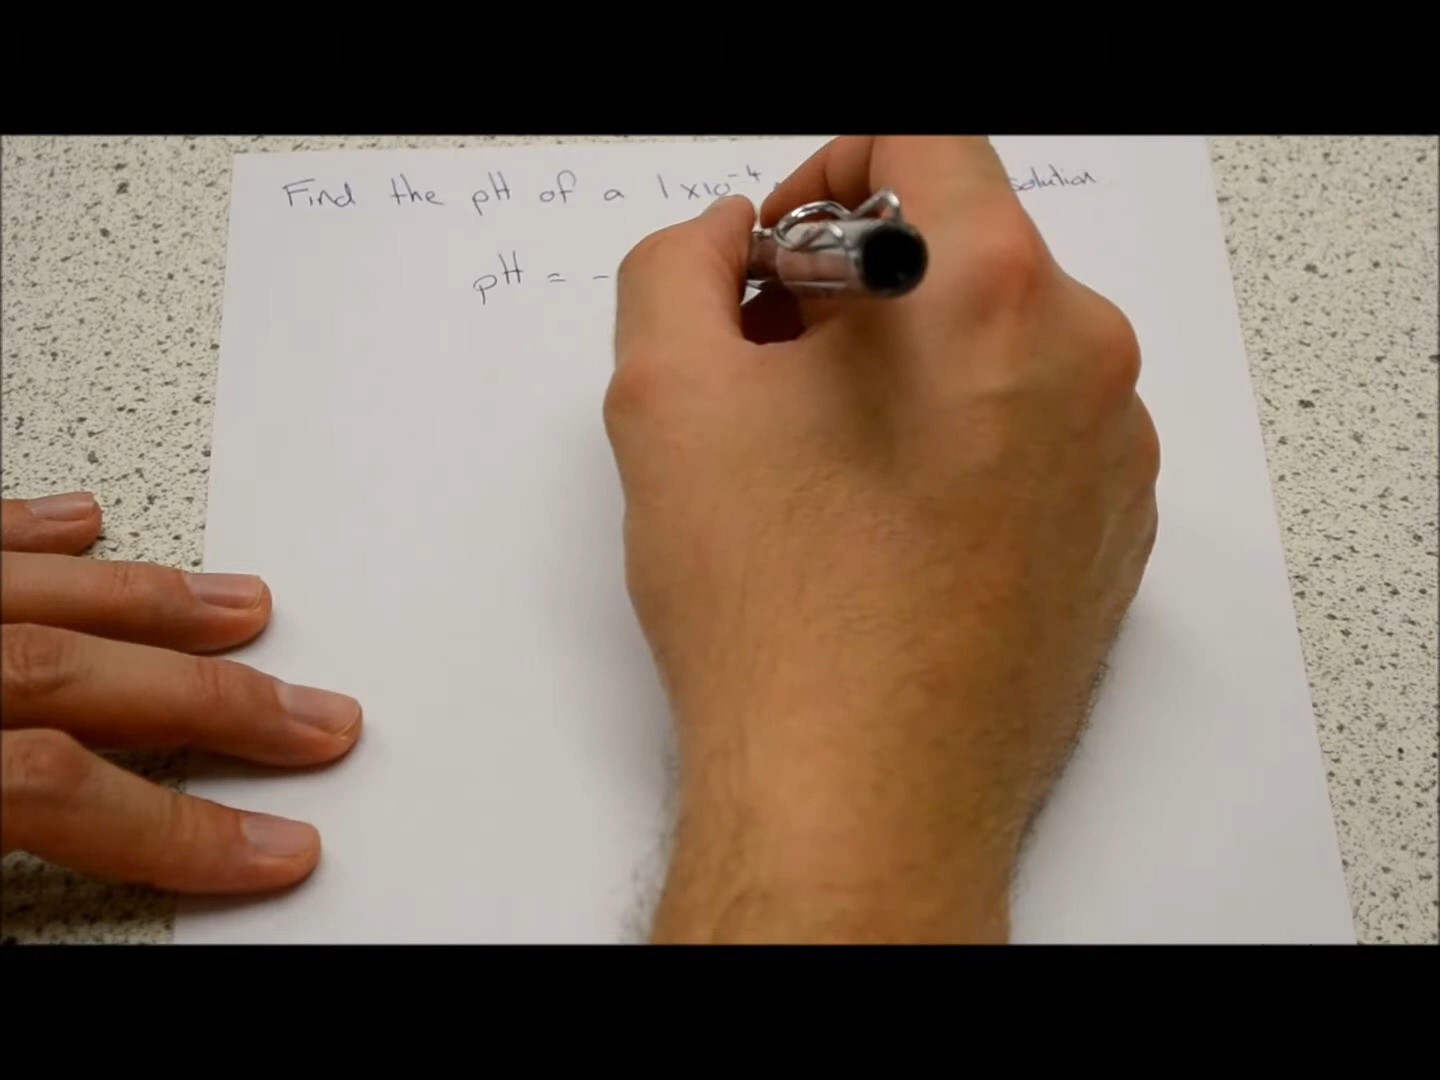 Find the pH of a 1x10⁻⁴ solution.
pH = -